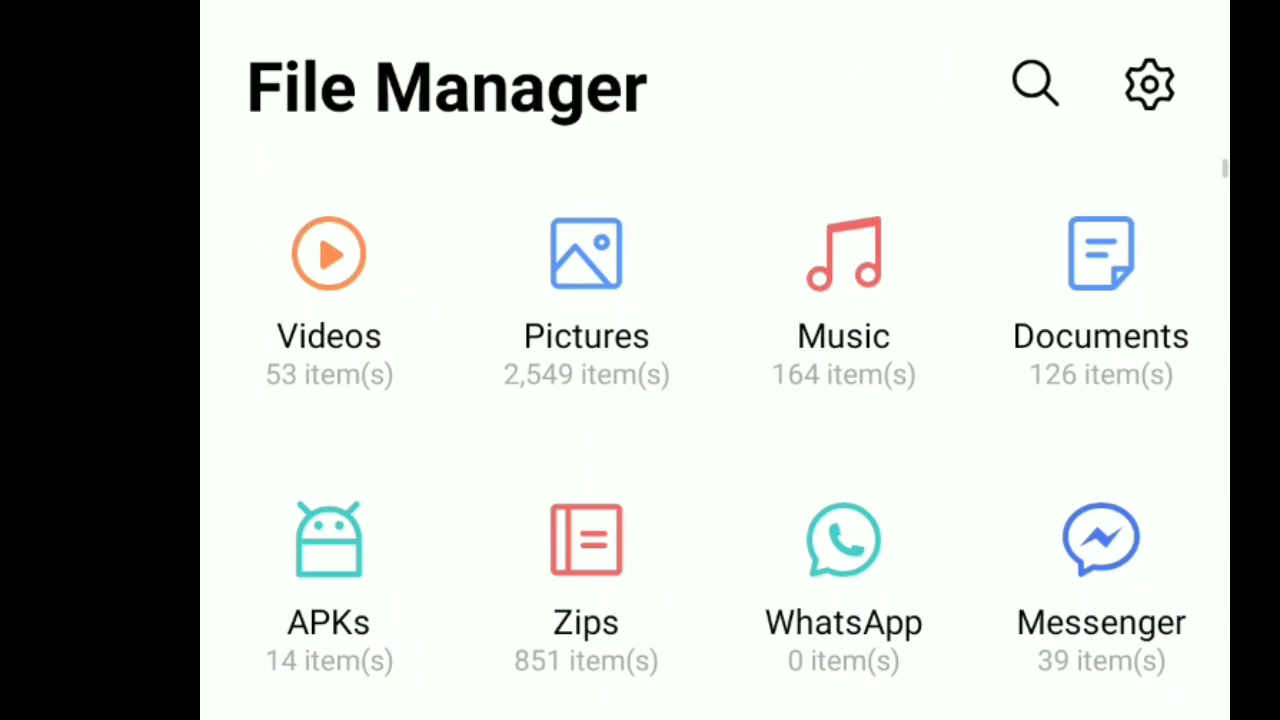 File Manager
Videos Pictures Music Documents
53 item(s) 2,549 item(s) 164 item(s) 126 item(s)
APKs Zips WhatsApp Messenger
14 item(s) 851 item(s) 0 item(s) 39 item(s)